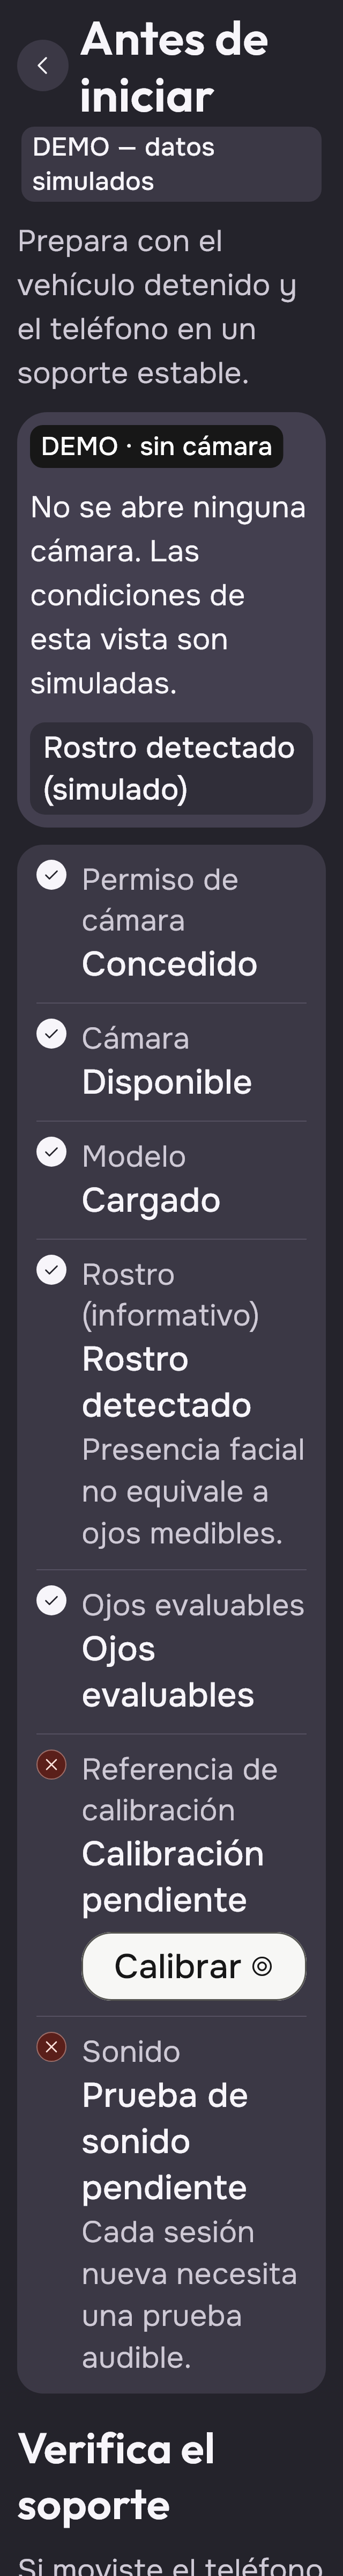 Antes de
iniciar
DEMO — datos
simulados
Prepara con el
vehículo detenido y
el teléfono en un
soporte estable.
DEMO · sin cámara
No se abre ninguna
cámara. Las
condiciones de
esta vista son
simuladas.
Rostro detectado
(simulado)
Permiso de
cámara
Concedido
Cámara
Disponible
Modelo
Cargado
Rostro
(informativo)
Rostro
detectado
Presencia facial
no equivale a
ojos medibles.
Ojos evaluables
Ojos
evaluables
Referencia de
calibración
Calibración
pendiente
Calibrar
Sonido
Prueba de
sonido
pendiente
Cada sesión
nueva necesita
una prueba
audible.
Verifica el
soporte
Si moviste el teléfono